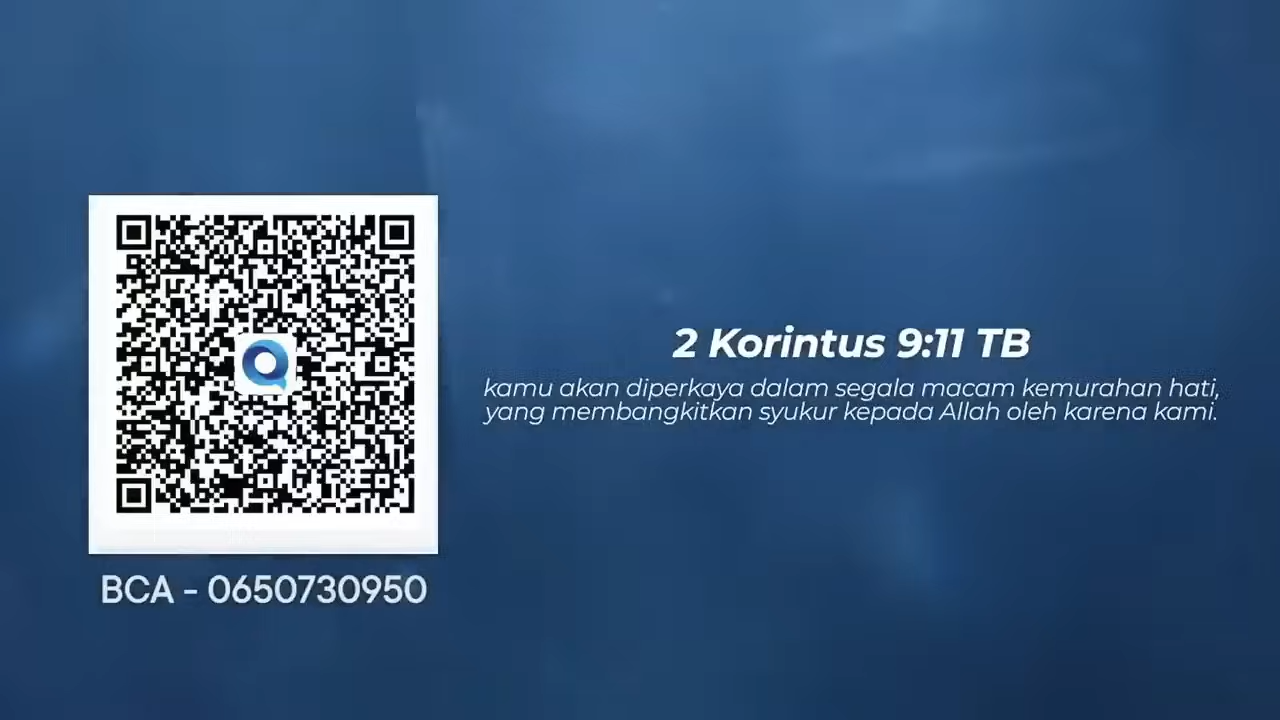 2 Korintus 9:11 TB
kamu akan diperkaya dalam segala macam kemurahan hati,
yang membangkitkan syukur kepada Allah oleh karena kami.
BCA - 0650730950